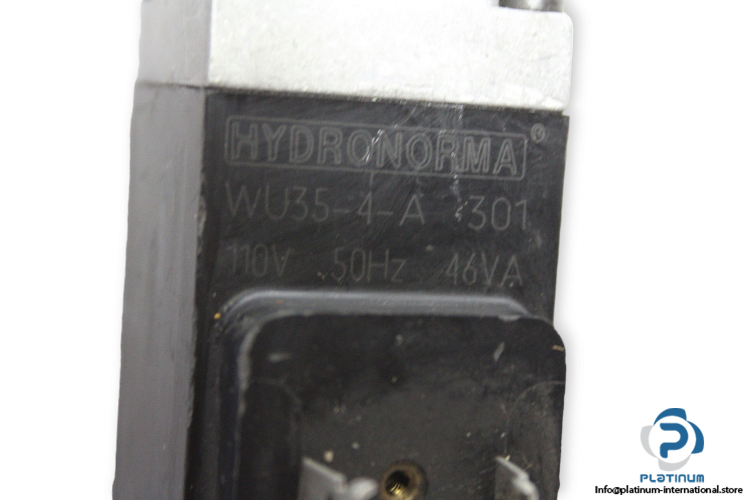 HYDRONORMA®
WU35-4-A 301
110V 50Hz 46VA
PLATINUM
Info@platinum-international.store